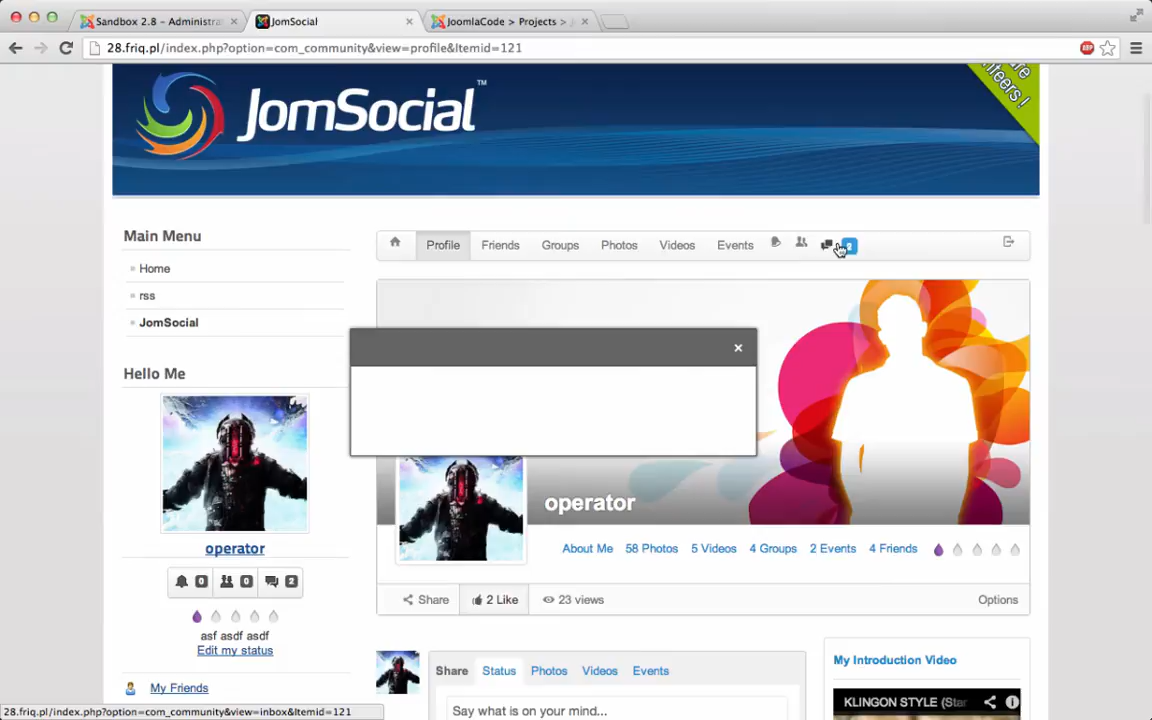 Sandbox 2.8 – Administra
JomSocial
JoomlaCode > Projects >
28.friq.pl/index.php?option=com_community&view=profile&Itemid=121
ABP
JomSocial™
are
nteers !
Main Menu
Home
rss
JomSocial
Profile Friends Groups Photos Videos Events 2
Hello Me
operator
0 0 2
asf asdf asdf
Edit my status
My Friends
operator
About Me 58 Photos 5 Videos 4 Groups 2 Events 4 Friends
Share 2 Like 23 views Options
Share Status Photos Videos Events
Say what is on your mind...
My Introduction Video
KLINGON STYLE (Star
28.friq.pl/index.php?option=com_community&view=inbox&Itemid=121